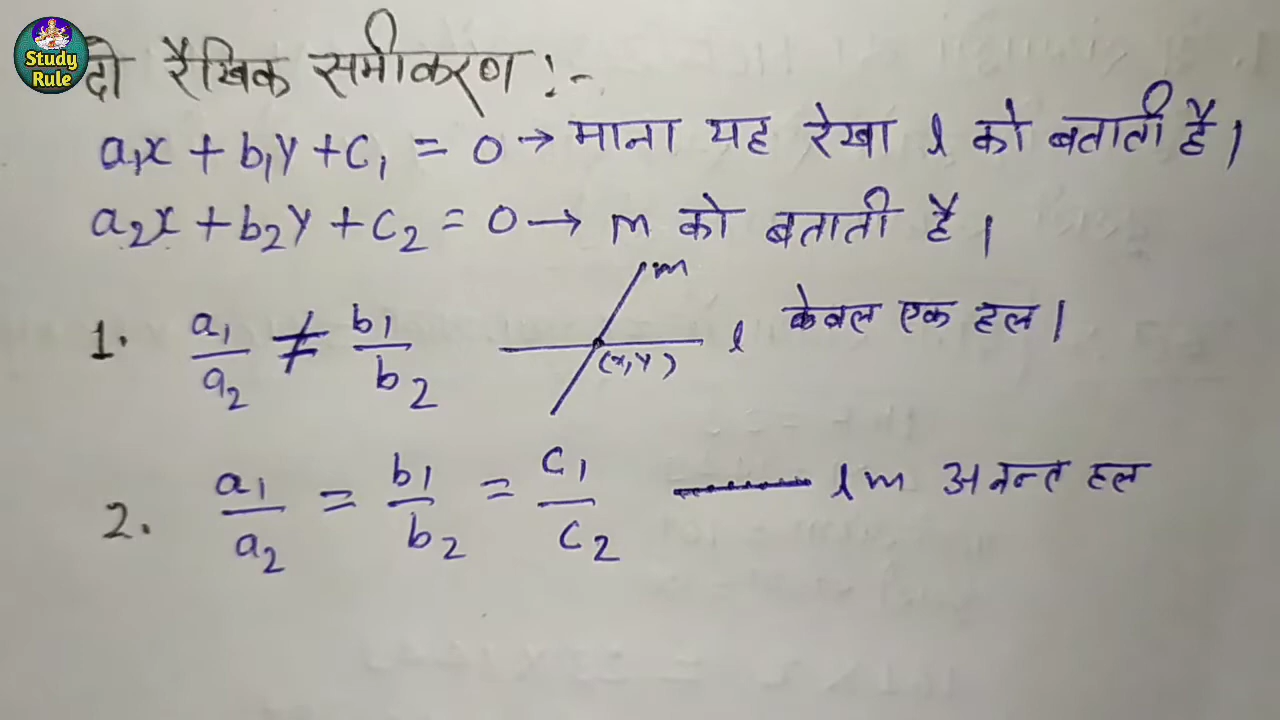 Study
Rule
दो रैखिक समीकरण :-
a₁x + b₁y + c₁ = 0 → माना यह रेखा l को बताती है।
a₂x + b₂y + c₂ = 0 → m को बताती है।
1. a₁/a₂ ≠ b₁/b₂ m l (x,y) केवल एक हल।
2. a₁/a₂ = b₁/b₂ = c₁/c₂ l m अनन्त हल